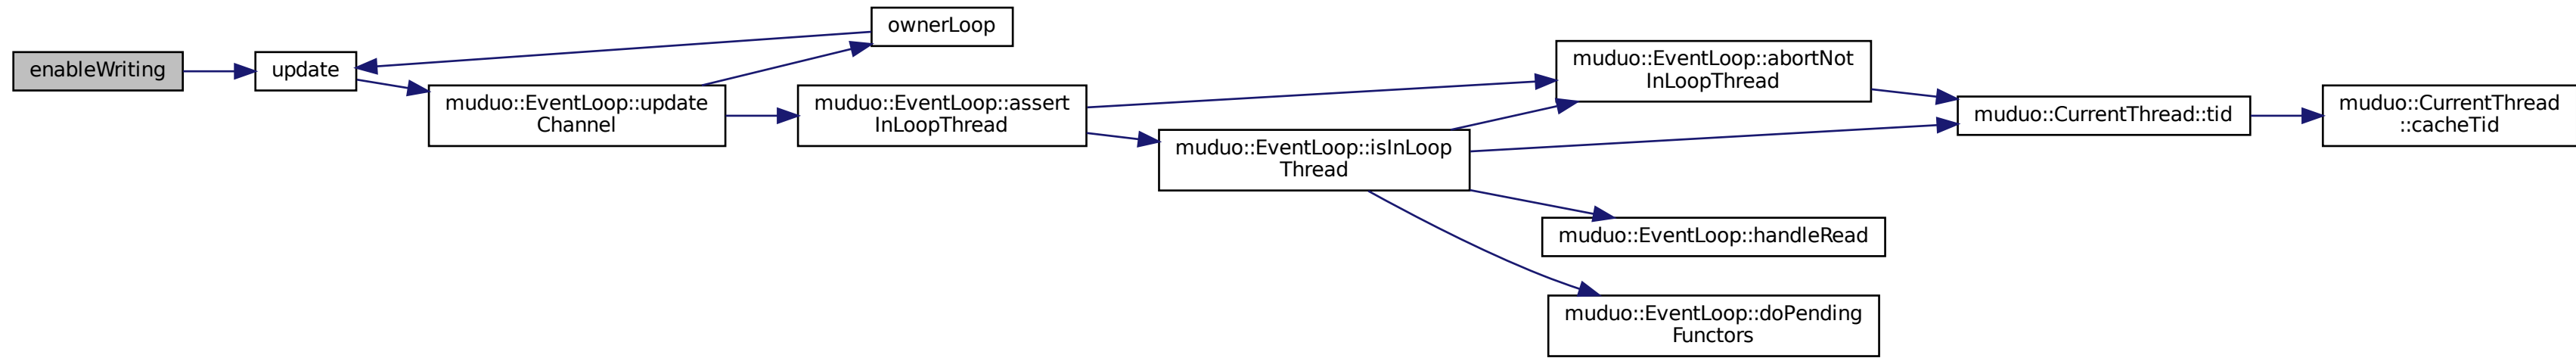 enableWriting
update
muduo::EventLoop::update
Channel
ownerLoop
muduo::EventLoop::assert
InLoopThread
muduo::EventLoop::isInLoop
Thread
muduo::EventLoop::abortNot
InLoopThread
muduo::EventLoop::handleRead
muduo::EventLoop::doPending
Functors
muduo::CurrentThread::tid
muduo::CurrentThread
::cacheTid